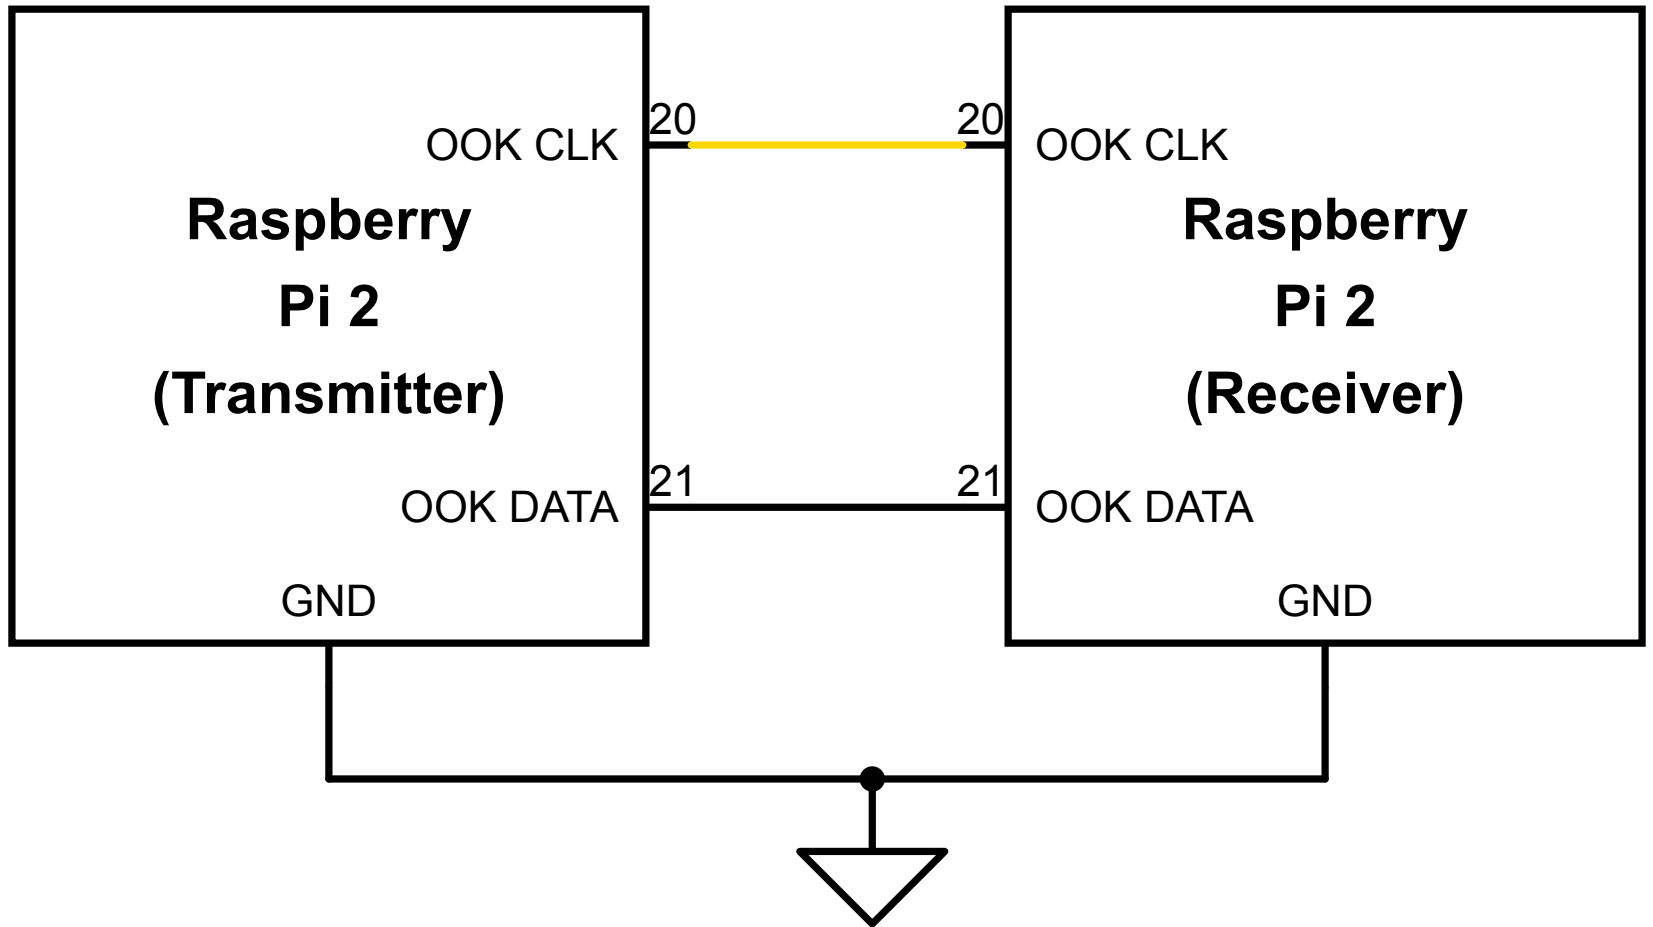 20
20
OOK CLK
OOK CLK
Raspberry
Pi 2
(Transmitter)
Raspberry
Pi 2
(Receiver)
21
21
OOK DATA
OOK DATA
GND
GND